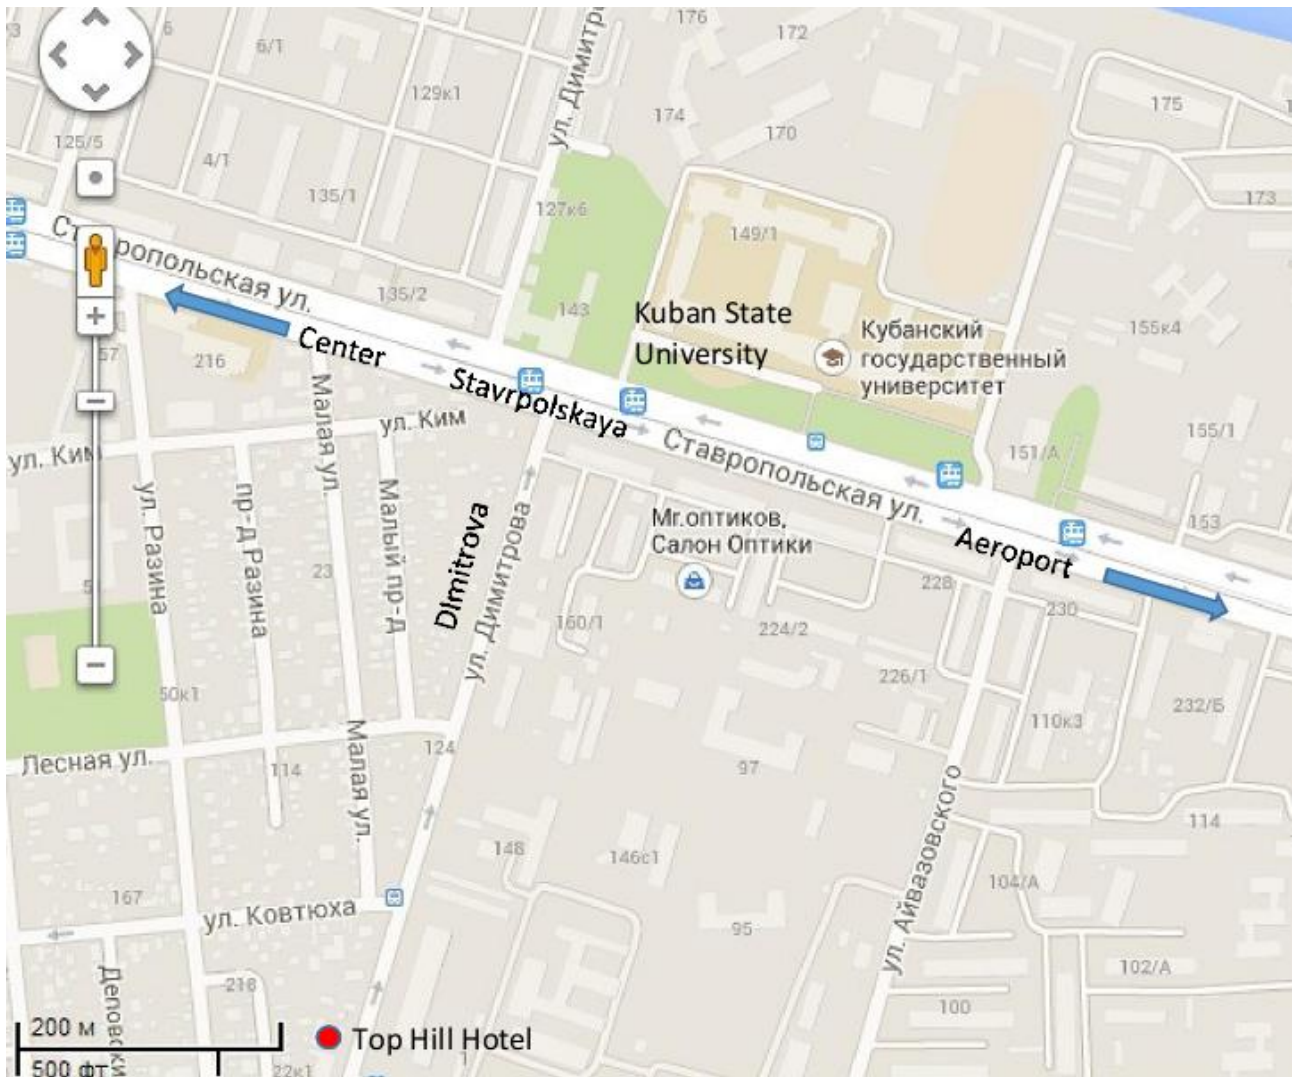 176
172
6
6/1
129к1
ул. Димитро
174
170
175
125/5
4/1
135/1
127к6
173
149/1
Ставропольская ул.
135/2
143
Kuban State
University
Кубанский
государственный
университет
155к4
Center
57
216
Stavrpolskaya
Малая ул.
ул. Ким
ул. Ким
Ставропольская ул.
151/А
155/1
153
ул. Разина
пр-д Разина
Малый пр-д
DImitrova
ул. Димитрова
Mr.оптиков,
Салон Оптики
Aeroport
23
160/1
224/2
228
230
226/1
50к1
110к3
232/Б
Лесная ул.
124
114
Малая ул.
97
ул. Айвазовского
114
148
146с1
104/А
167
ул. Ковтюха
95
102/А
218
100
200 м
500 фт
Top Hill Hotel
22к1
1